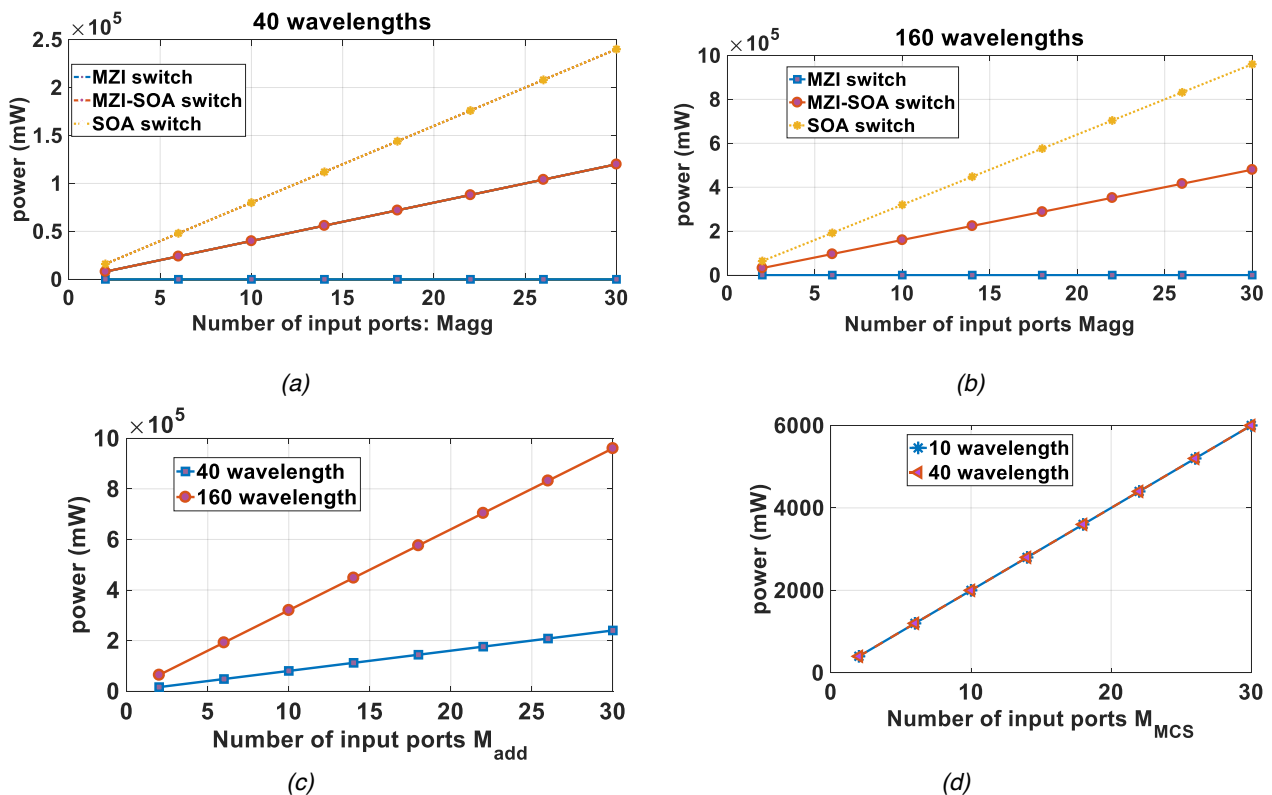 40 wavelengths
×10^5
2.5
2
1.5
1
0.5
0
0 5 10 15 20 25 30
power (mW)
MZI switch
MZI-SOA switch
SOA switch
Number of input ports: Magg
(a)
160 wavelengths
×10^5
10
8
6
4
2
0
0 5 10 15 20 25 30
power (mW)
MZI switch
MZI-SOA switch
SOA switch
Number of input ports Magg
(b)
×10^5
10
8
6
4
2
0
0 5 10 15 20 25 30
power (mW)
40 wavelength
160 wavelength
Number of input ports M_add
(c)
6000
4000
2000
0
0 10 20 30
power (mW)
10 wavelength
40 wavelength
Number of input ports M_MCS
(d)